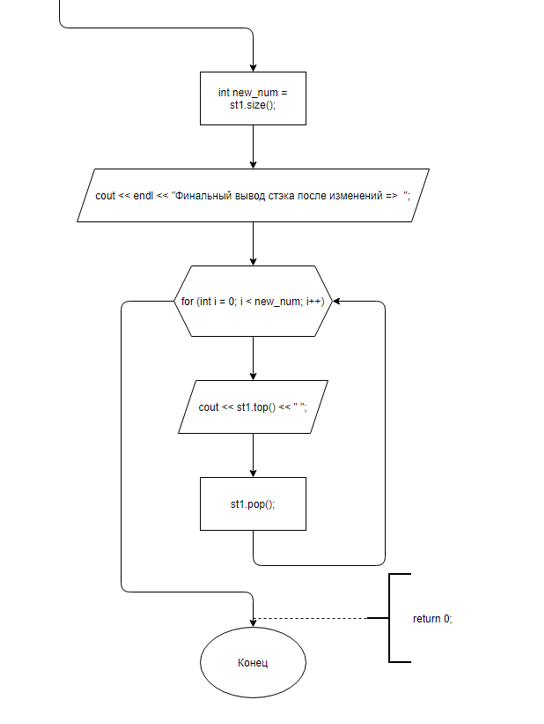 int new_num =
st1.size();
cout << endl << "Финальный вывод стэка после изменений =>  ";
for (int i = 0; i < new_num; i++)
cout << st1.top() << " ";
st1.pop();
return 0;
Конец